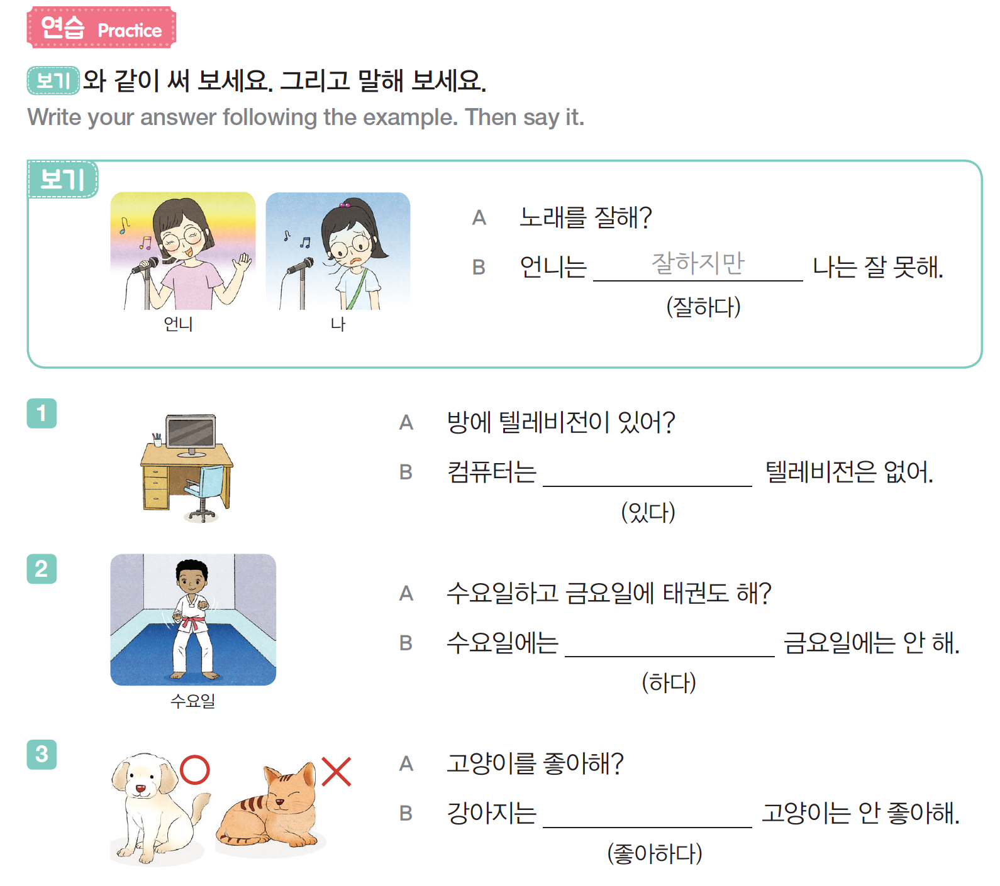 연습 Practice
보기와 같이 써 보세요. 그리고 말해 보세요.
Write your answer following the example. Then say it.
보기
A 노래를 잘해?
B 언니는 잘하지만 나는 잘 못해.
(잘하다)
언니 나
1
A 방에 텔레비전이 있어?
B 컴퓨터는 ____ 텔레비전은 없어.
(있다)
2
A 수요일하고 금요일에 태권도 해?
B 수요일에는 ____ 금요일에는 안 해.
(하다)
수요일
3
A 고양이를 좋아해?
B 강아지는 ____ 고양이는 안 좋아해.
(좋아하다)